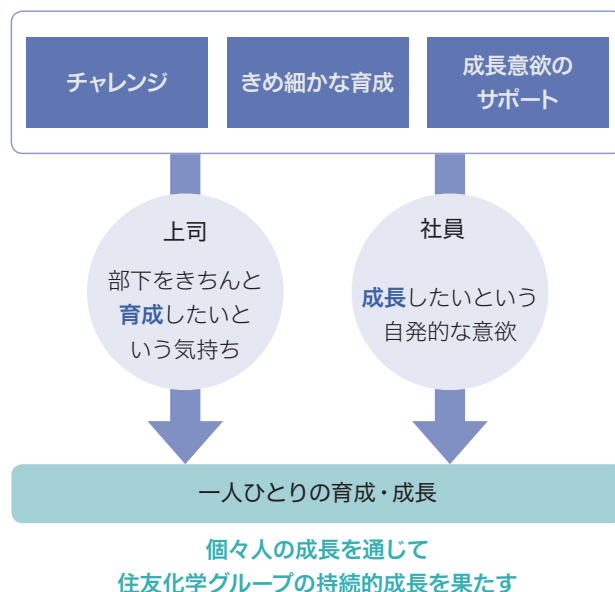 チャレンジ
きめ細かな育成
成長意欲の
サポート
上司
部下をきちんと
育成したいと
いう気持ち
社員
成長したいという
自発的な意欲
一人ひとりの育成・成長
個々人の成長を通じて
住友化学グループの持続的成長を果たす